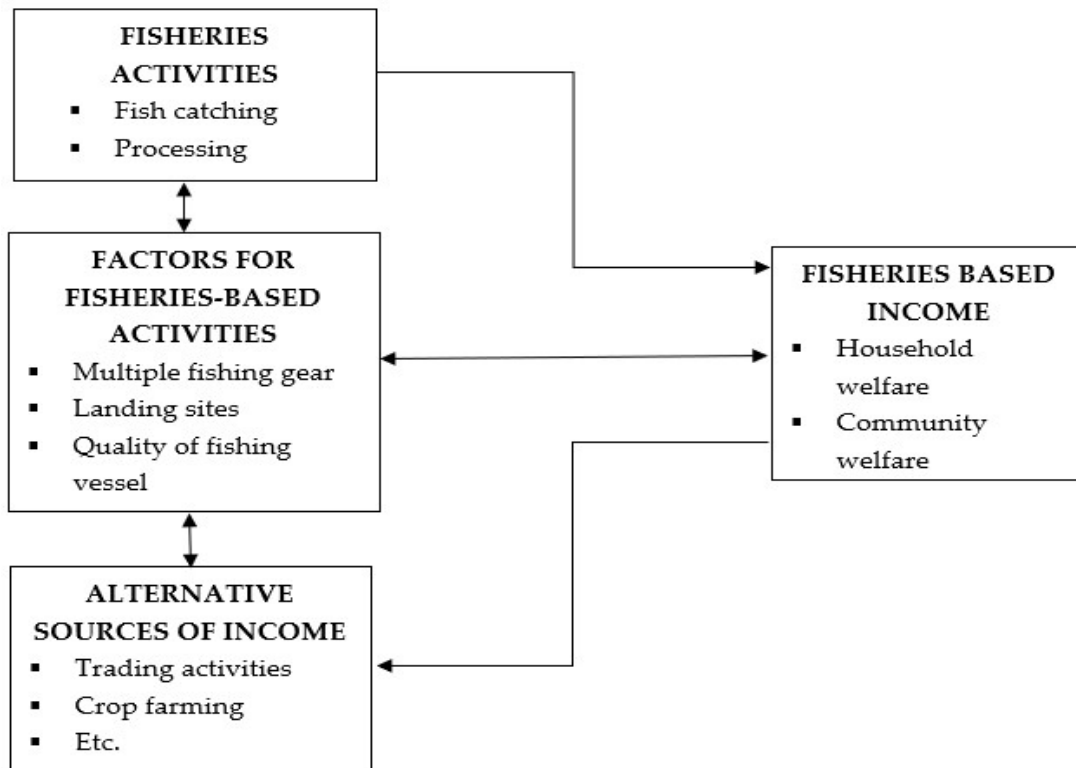 FISHERIES
ACTIVITIES
▪ Fish catching
▪ Processing
FACTORS FOR
FISHERIES-BASED
ACTIVITIES
▪ Multiple fishing gear
▪ Landing sites
▪ Quality of fishing
vessel
ALTERNATIVE
SOURCES OF INCOME
▪ Trading activities
▪ Crop farming
▪ Etc.
FISHERIES BASED
INCOME
▪ Household
welfare
▪ Community
welfare